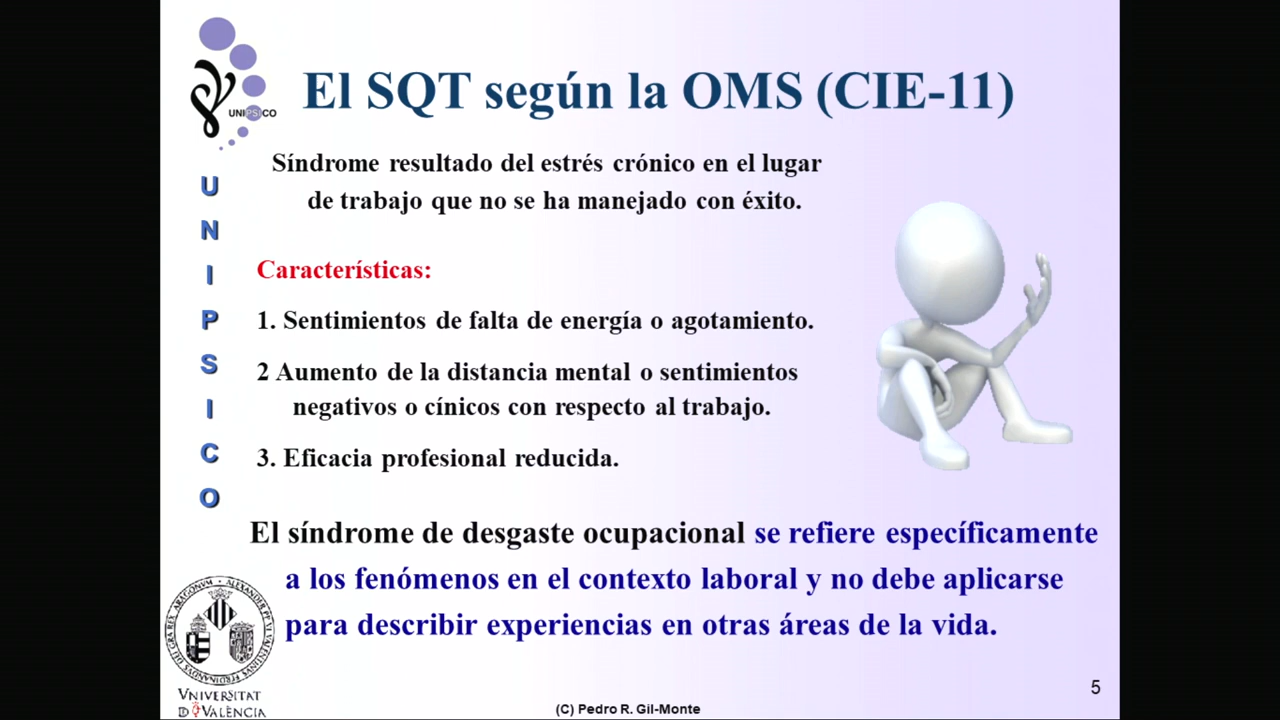 El SQT según la OMS (CIE-11)
UNIPSICO
Síndrome resultado del estrés crónico en el lugar
de trabajo que no se ha manejado con éxito.
UNIPSICO
Características:
1. Sentimientos de falta de energía o agotamiento.
2 Aumento de la distancia mental o sentimientos
negativos o cínicos con respecto al trabajo.
3. Eficacia profesional reducida.
El síndrome de desgaste ocupacional se refiere específicamente
a los fenómenos en el contexto laboral y no debe aplicarse
para describir experiencias en otras áreas de la vida.
VNIVERSITAT
D VALÈNCIA
(C) Pedro R. Gil-Monte
5